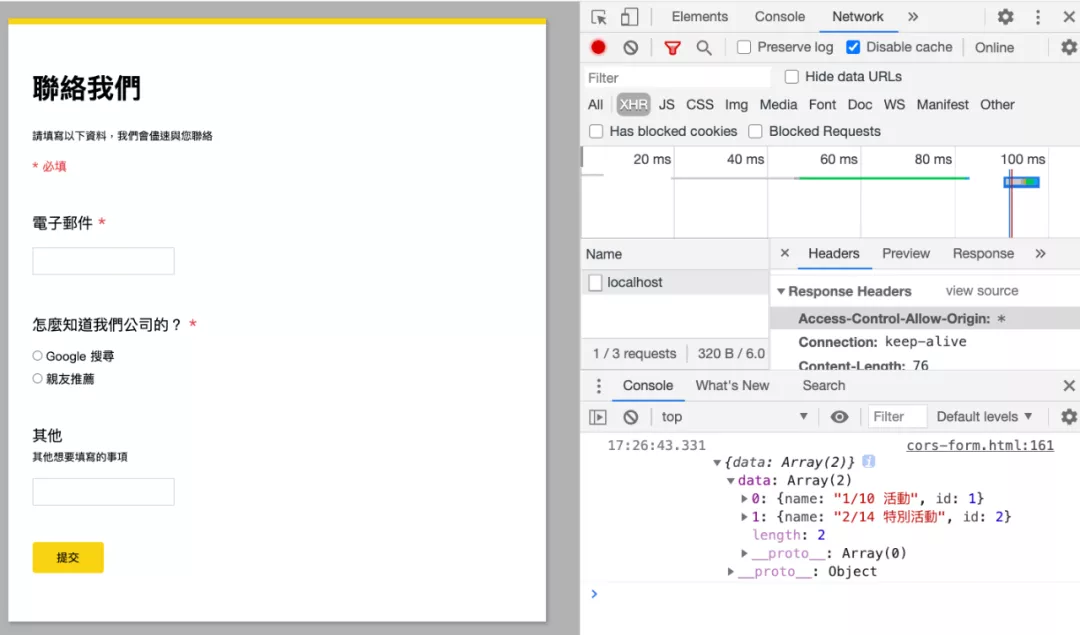 聯絡我們
請填寫以下資料，我們會儘速與您聯絡
* 必填
電子郵件 *
怎麼知道我們公司的？ *
Google 搜尋
親友推薦
其他
其他想要填寫的事項
提交
Elements Console Network »
Preserve log Disable cache Online
Filter Hide data URLs
All XHR JS CSS Img Media Font Doc WS Manifest Other
Has blocked cookies Blocked Requests
20 ms 40 ms 60 ms 80 ms 100 ms
Name
localhost
1 / 3 requests 320 B / 6.0
× Headers Preview Response »
▼Response Headers view source
Access-Control-Allow-Origin: *
Connection: keep-alive
Content-Length: 76
Console What's New Search
top ▼ Filter Default levels ▼
17:26:43.331 cors-form.html:161
▼{data: Array(2)} i
▼data: Array(2)
▶0: {name: "1/10 活動", id: 1}
▶1: {name: "2/14 特別活動", id: 2}
length: 2
▶__proto__: Array(0)
▶__proto__: Object
>